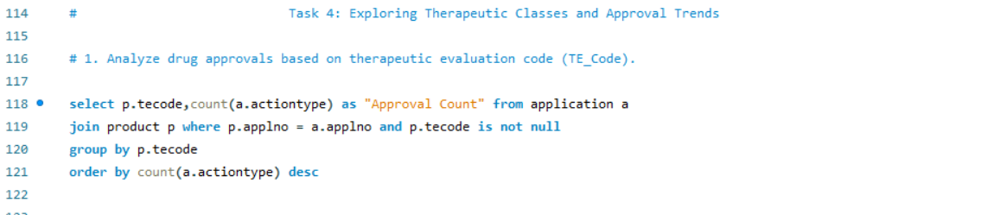 114 # Task 4: Exploring Therapeutic Classes and Approval Trends
115
116 # 1. Analyze drug approvals based on therapeutic evaluation code (TE_Code).
117
118 select p.tecode,count(a.actiontype) as "Approval Count" from application a
119 join product p where p.applno = a.applno and p.tecode is not null
120 group by p.tecode
121 order by count(a.actiontype) desc
122